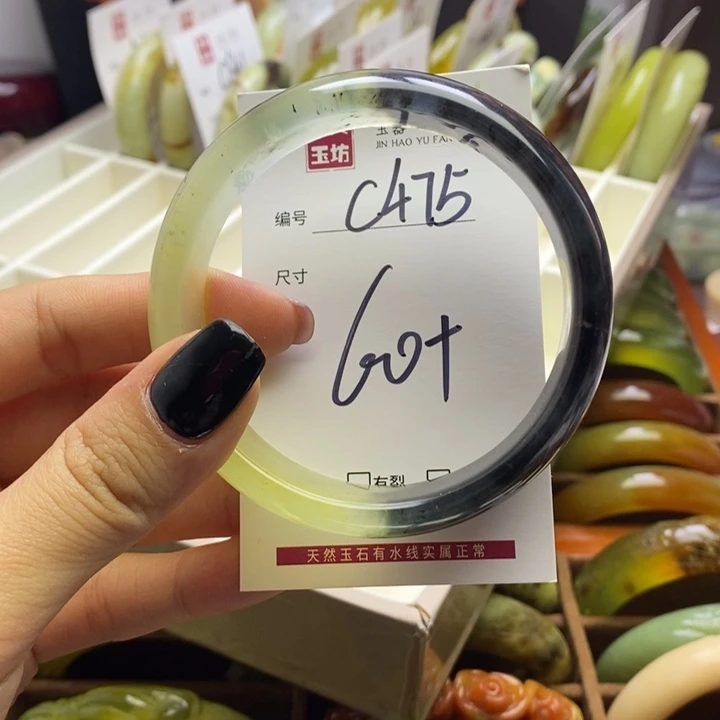 玉坊
玉器
JIN HAO YU FAN
编号 C475
尺寸
60+
有裂
天然玉石有水线实属正常